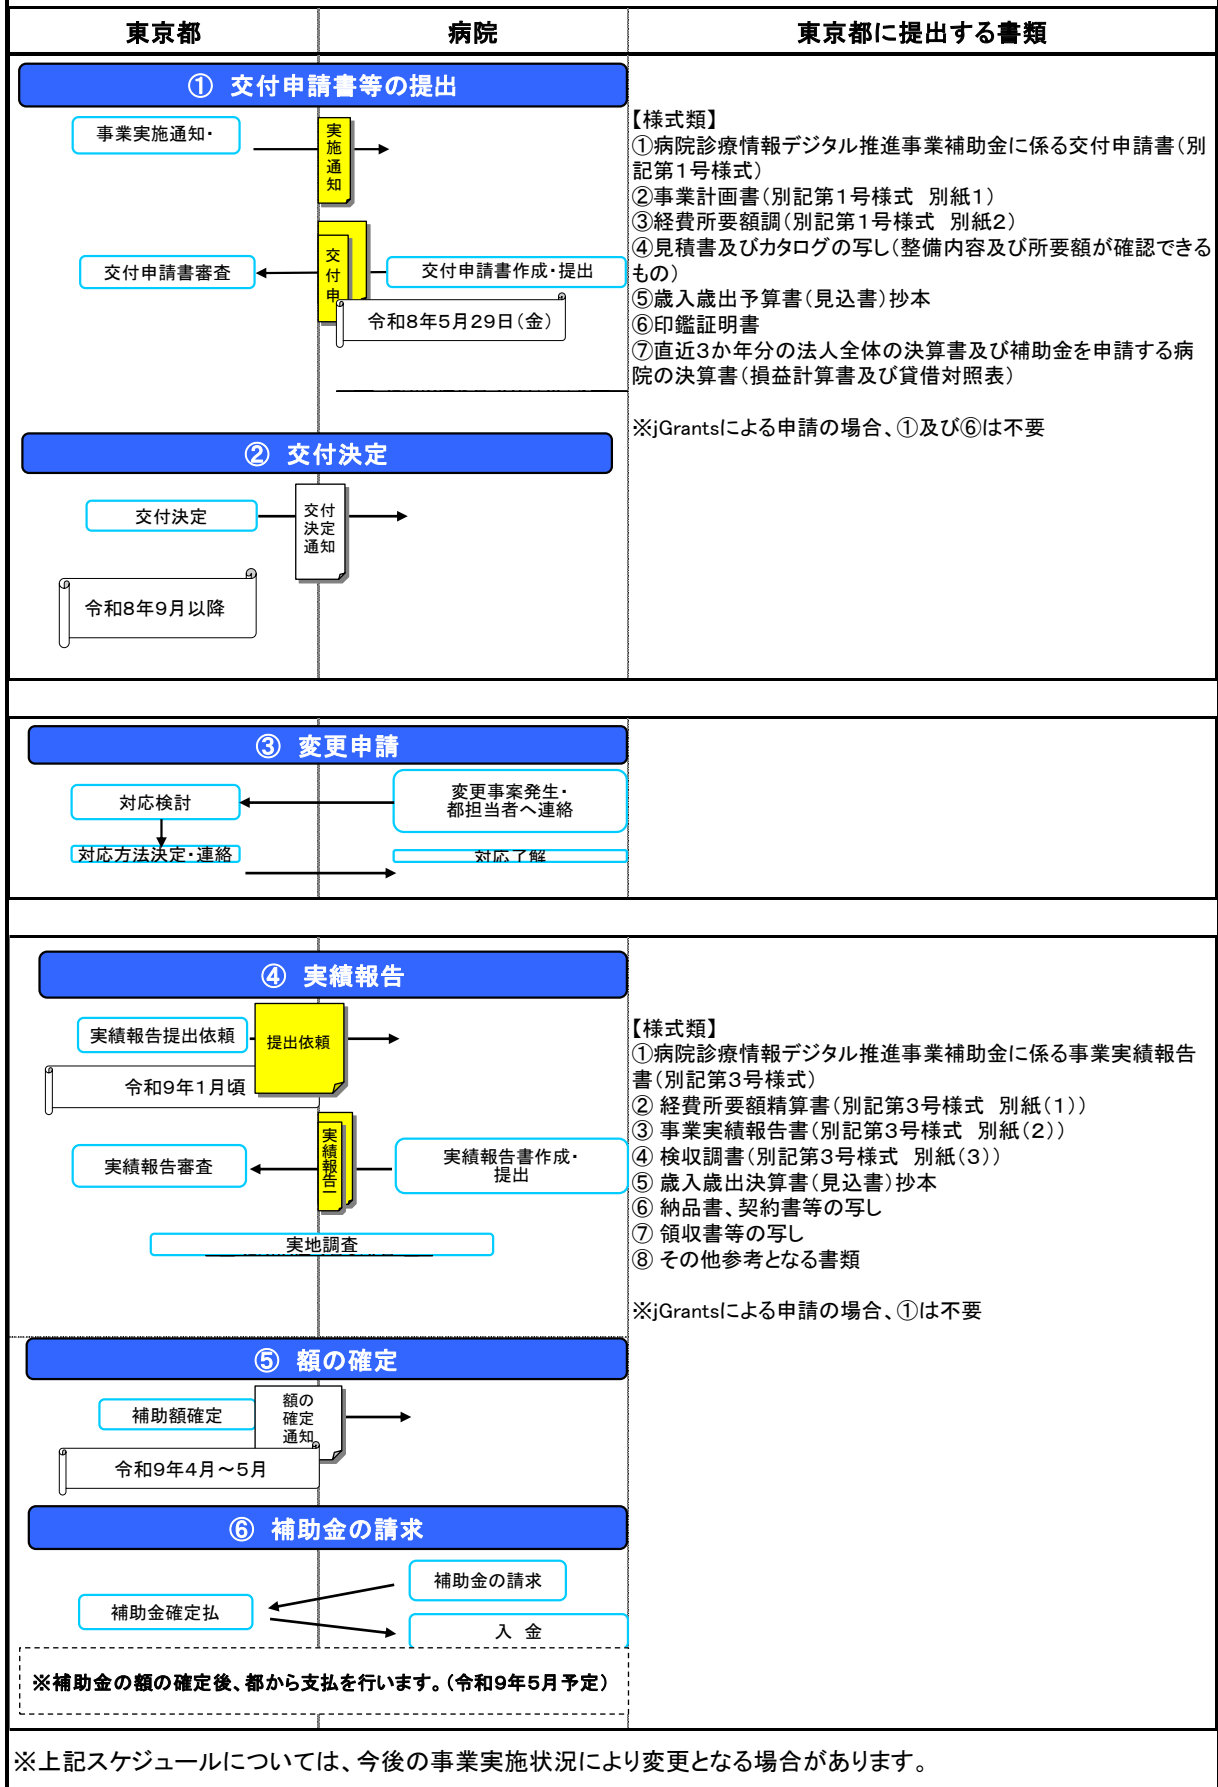 東京都
病院
東京都に提出する書類
① 交付申請書等の提出
事業実施通知・
実
施
通
知
交
付
申
交付申請書審査
交付申請書作成・提出
令和8年5月29日(金)
【様式類】
①病院診療情報デジタル推進事業補助金に係る交付申請書(別
記第1号様式)
②事業計画書(別記第1号様式 別紙1)
③経費所要額調(別記第1号様式 別紙2)
④見積書及びカタログの写し(整備内容及び所要額が確認できる
もの)
⑤歳入歳出予算書(見込書)抄本
⑥印鑑証明書
⑦直近3か年分の法人全体の決算書及び補助金を申請する病
院の決算書(損益計算書及び貸借対照表)
※jGrantsによる申請の場合、①及び⑥は不要
② 交付決定
交付決定
交付
決定
通知
令和8年9月以降
③ 変更申請
対応検討
変更事案発生・
都担当者へ連絡
対応方法決定・連絡
対応了解
④ 実績報告
実績報告提出依頼
提出依頼
令和9年1月頃
実
績
報
告
実績報告審査
実績報告書作成・
提出
実地調査
【様式類】
①病院診療情報デジタル推進事業補助金に係る事業実績報告
書(別記第3号様式)
② 経費所要額精算書(別記第3号様式 別紙(1))
③ 事業実績報告書(別記第3号様式 別紙(2))
④ 検収調書(別記第3号様式 別紙(3))
⑤ 歳入歳出決算書(見込書)抄本
⑥ 納品書、契約書等の写し
⑦ 領収書等の写し
⑧ その他参考となる書類
※jGrantsによる申請の場合、①は不要
⑤ 額の確定
補助額確定
額の
確定
通知
令和9年4月~5月
⑥ 補助金の請求
補助金の請求
補助金確定払
入 金
※補助金の額の確定後、都から支払を行います。(令和9年5月予定)
※上記スケジュールについては、今後の事業実施状況により変更となる場合があります。